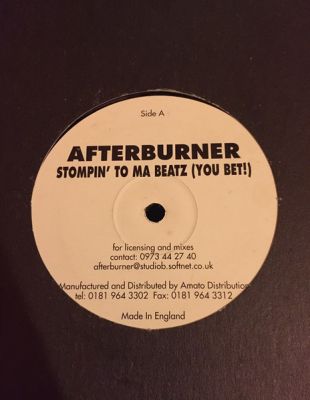 Side A
AFTERBURNER
STOMPIN' TO MA BEATZ (YOU BET!)
for licensing and mixes
contact: 0973 44 27 40
afterburner@studiob.softnet.co.uk
Manufactured and Distributed by Amato Distribution
tel: 0181 964 3302 Fax: 0181 964 3312
Made In England